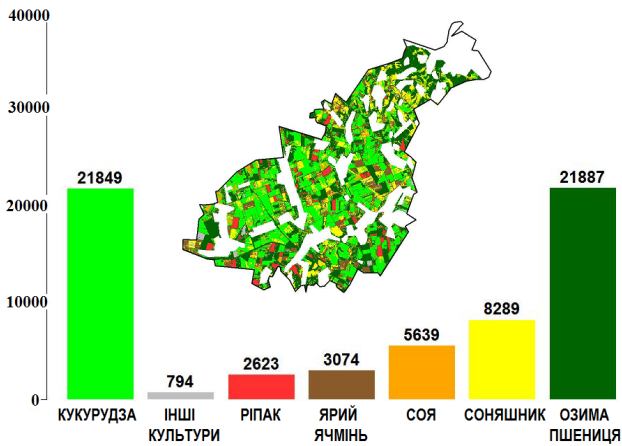 40000
30000
20000
10000
0
21849
794
2623
3074
5639
8289
21887
КУКУРУДЗА
ІНШІ
КУЛЬТУРИ
РІПАК
ЯРИЙ
ЯЧМІНЬ
СОЯ
СОНЯШНИК
ОЗИМА
ПШЕНИЦЯ